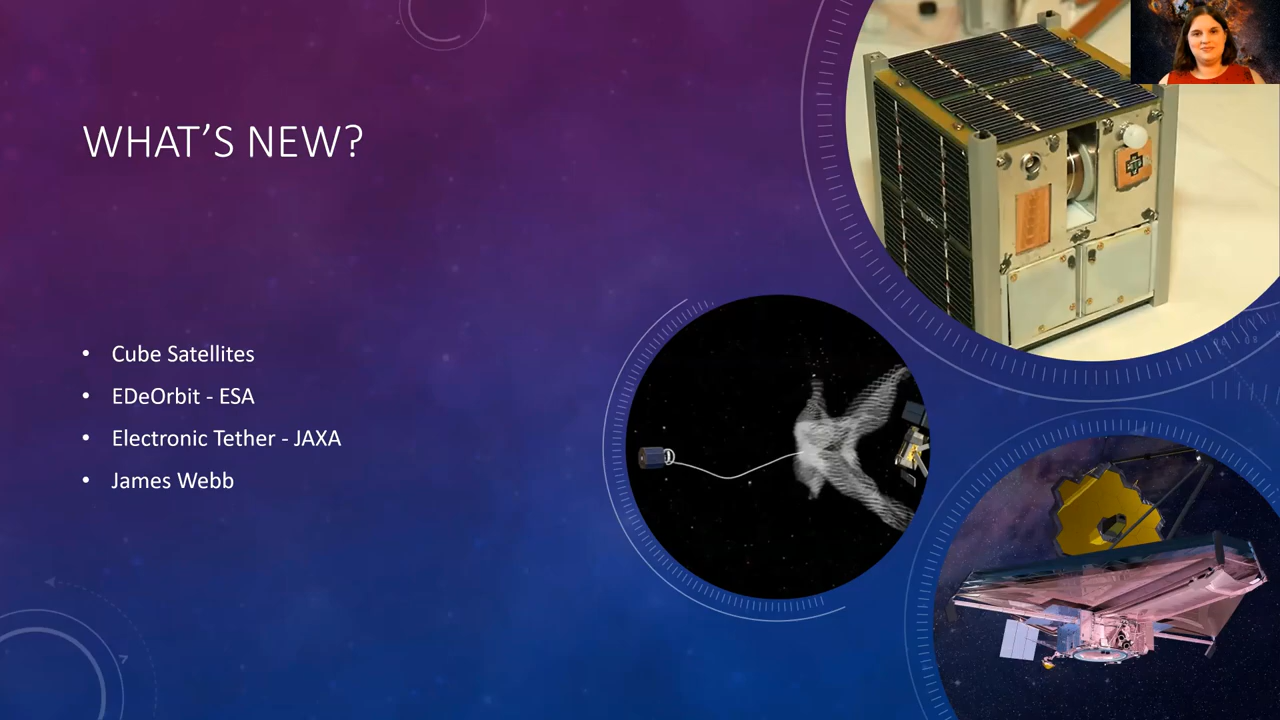 WHAT'S NEW?
• Cube Satellites
• EDeOrbit - ESA
• Electronic Tether - JAXA
• James Webb